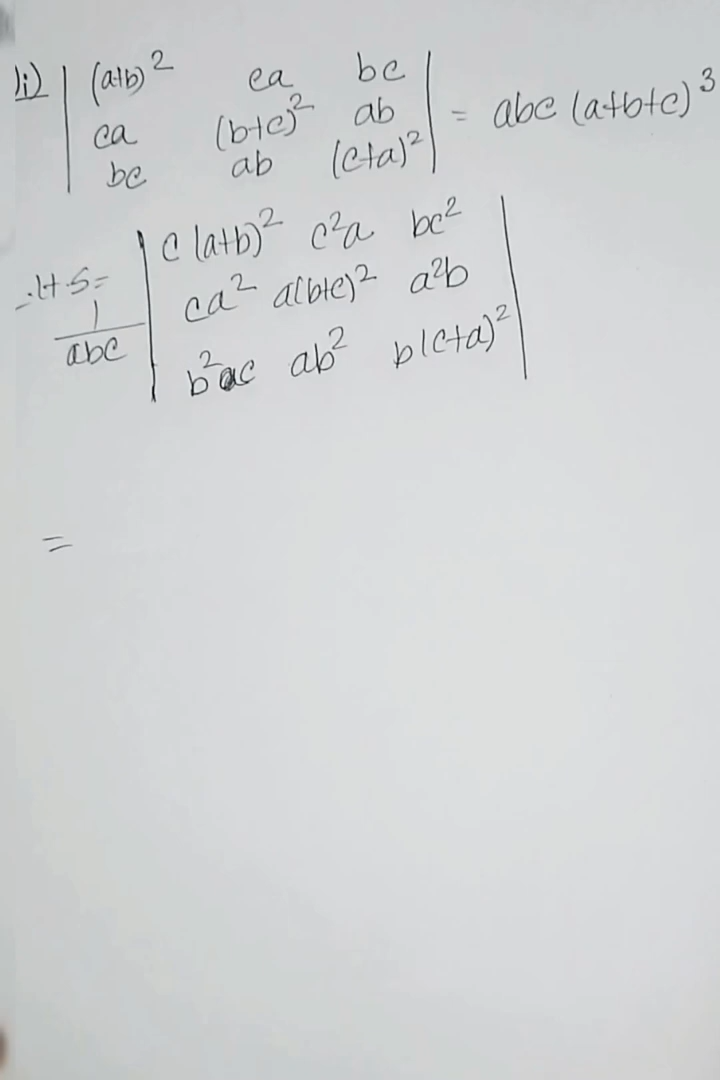 ii) | (a+b)² ca bc |
| ca (b+c)² ab | = abc (a+b+c)³
| bc ab (c+a)² |
L.H.S = | c(a+b)² c²a bc² |
1/abc | ca² a(b+c)² a²b |
| b²c ab² b(c+a)² |
=